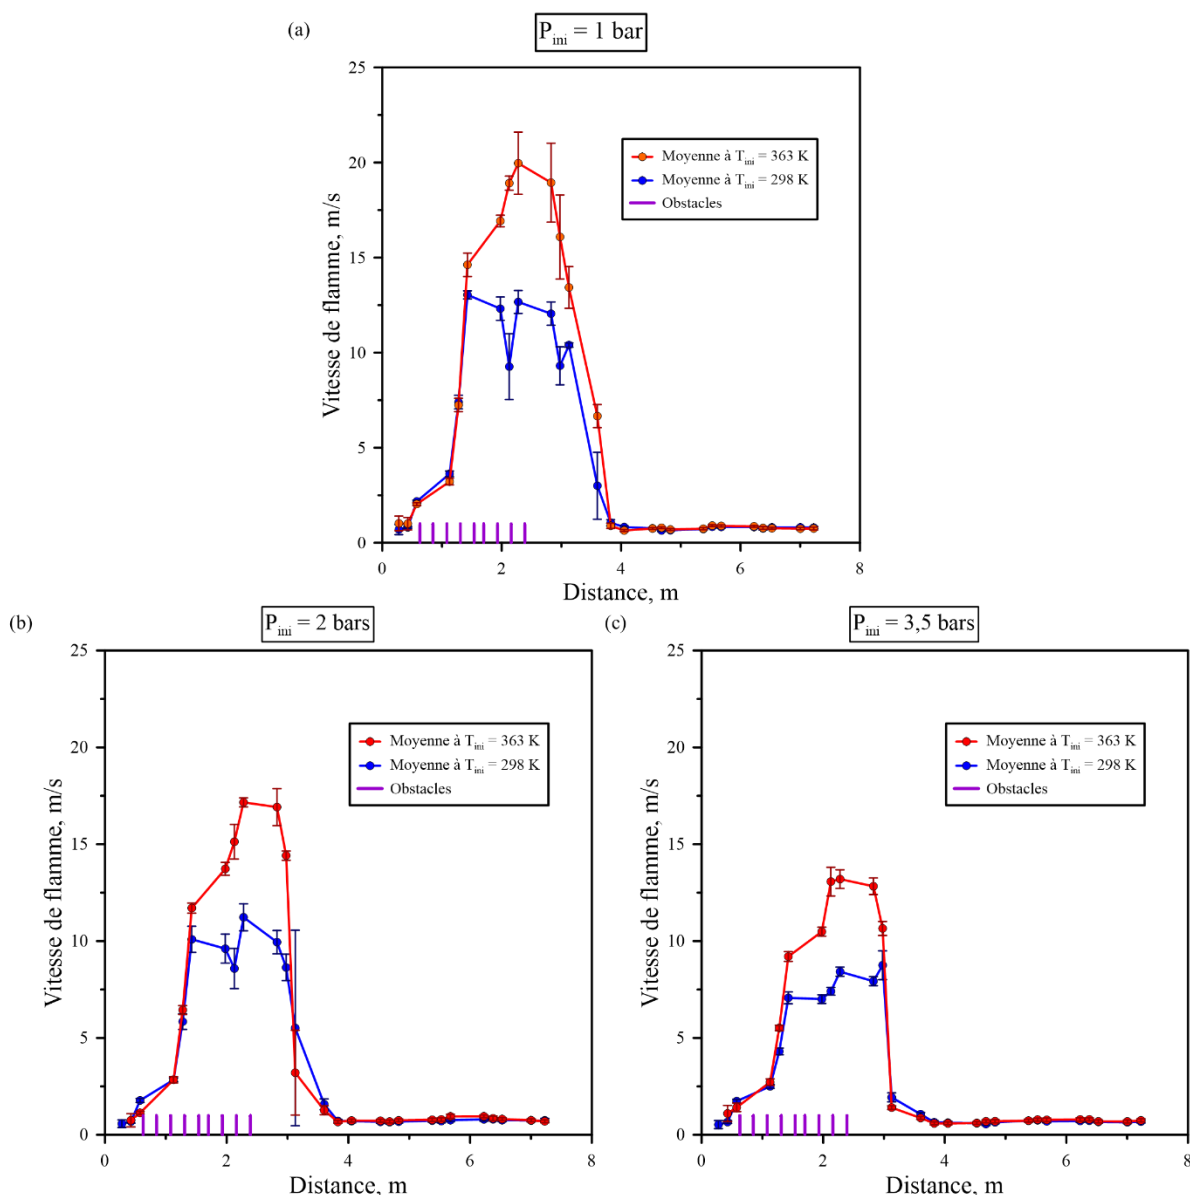 (a)
P_ini = 1 bar
25
20
15
10
5
0
Vitesse de flamme, m/s
Moyenne à T_ini = 363 K
Moyenne à T_ini = 298 K
Obstacles
0 2 4 6 8
Distance, m
(b)
P_ini = 2 bars
25
20
15
10
5
0
Vitesse de flamme, m/s
Moyenne à T_ini = 363 K
Moyenne à T_ini = 298 K
Obstacles
0 2 4 6 8
Distance, m
(c)
P_ini = 3,5 bars
25
20
15
10
5
0
Vitesse de flamme, m/s
Moyenne à T_ini = 363 K
Moyenne à T_ini = 298 K
Obstacles
0 2 4 6 8
Distance, m